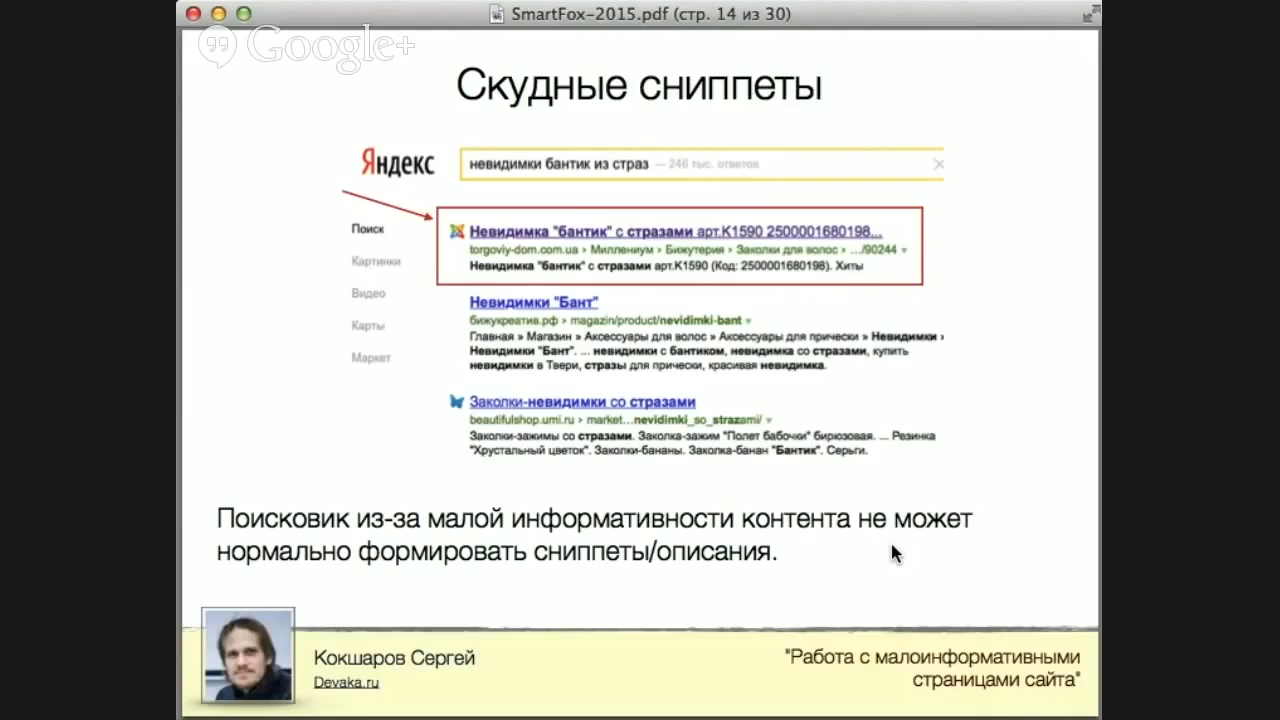 SmartFox-2015.pdf (стр. 14 из 30)
Google+
Скудные сниппеты
Яндекс
невидимки бантик из страз — 246 тыс. ответов
Поиск
Картинки
Видео
Карты
Маркет
Невидимка "бантик" с стразами арт.К1590 2500001680198...
torgoviy-dom.com.ua › Миллениум › Бижутерия › Заколки для волос › .../90244
Невидимка "бантик" с стразами арт.К1590 (Код: 2500001680198). Хиты
Невидимки "Бант"
бижукреатив.рф › magazin/product/nevidimki-bant
Главная » Магазин » Аксессуары для волос » Аксессуары для прически » Невидимки ›
Невидимки "Бант". ... невидимки с бантиком, невидимка со стразами, купить
невидимки в Твери, стразы для прически, красивая невидимка.
Заколки-невидимки со стразами
beautifulshop.umi.ru › market...nevidimki_so_strazami/
Заколки-зажимы со стразами. Заколка-зажим "Полет бабочки" бирюзовая. ... Резинка
"Хрустальный цветок". Заколки-бананы. Заколка-банан "Бантик". Серьги.
Поисковик из-за малой информативности контента не может
нормально формировать сниппеты/описания.
Кокшаров Сергей
Devaka.ru
"Работа с малоинформативными
страницами сайта"